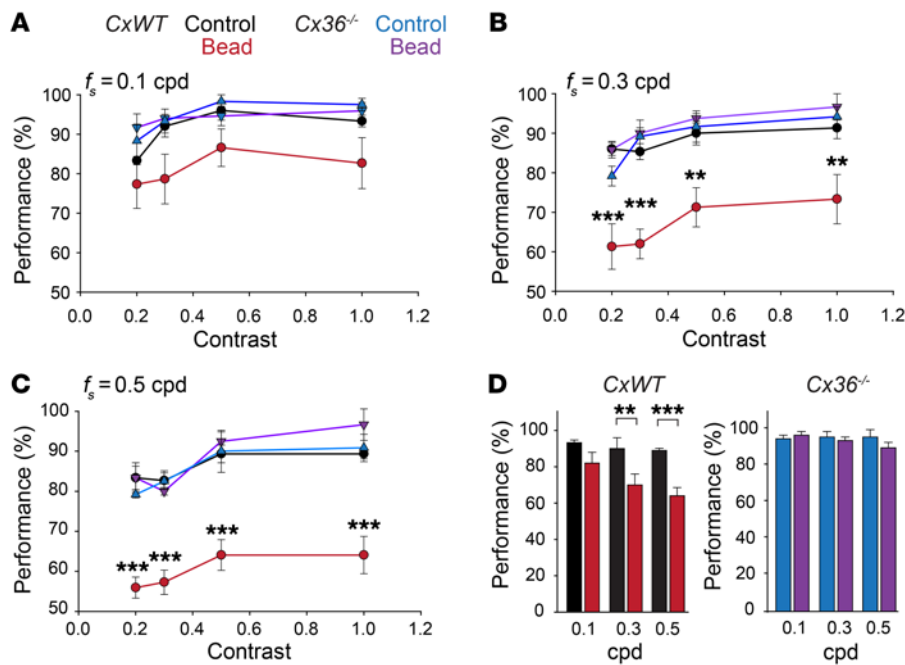 A
CxWT Control Cx36-/- Control
Bead Bead
fs = 0.1 cpd
Performance (%)
100
90
80
70
60
50
0.0 0.2 0.4 0.6 0.8 1.0 1.2
Contrast
B
fs = 0.3 cpd
Performance (%)
100
90
80
70
60
50
*** *** ** **
0.0 0.2 0.4 0.6 0.8 1.0 1.2
Contrast
C
fs = 0.5 cpd
Performance (%)
100
90
80
70
60
50
*** *** *** ***
0.0 0.2 0.4 0.6 0.8 1.0 1.2
Contrast
D
CxWT
Performance (%)
100
80
60
40
20
0
** ***
0.1 0.3 0.5
cpd
Cx36-/-
Performance (%)
100
80
60
40
20
0
0.1 0.3 0.5
cpd